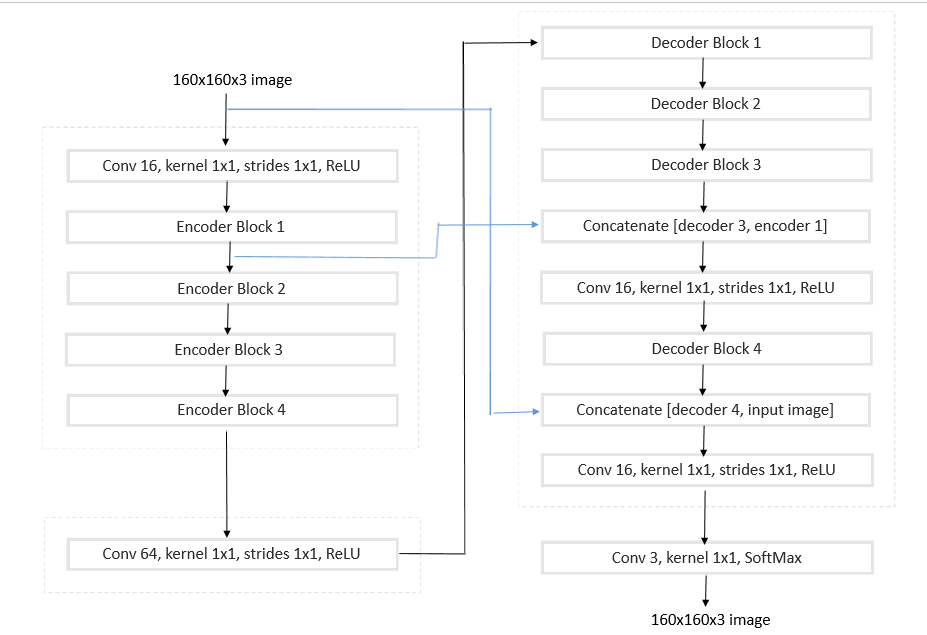 160x160x3 image
Conv 16, kernel 1x1, strides 1x1, ReLU
Encoder Block 1
Encoder Block 2
Encoder Block 3
Encoder Block 4
Conv 64, kernel 1x1, strides 1x1, ReLU
Decoder Block 1
Decoder Block 2
Decoder Block 3
Concatenate [decoder 3, encoder 1]
Conv 16, kernel 1x1, strides 1x1, ReLU
Decoder Block 4
Concatenate [decoder 4, input image]
Conv 16, kernel 1x1, strides 1x1, ReLU
Conv 3, kernel 1x1, SoftMax
160x160x3 image